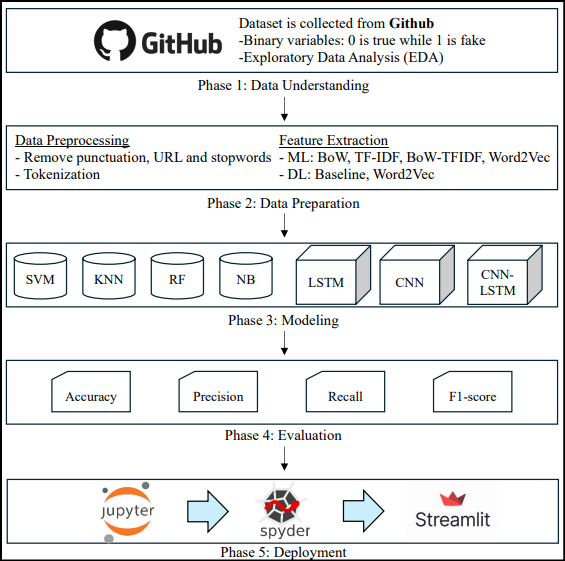 GitHub
Dataset is collected from Github
-Binary variables: 0 is true while 1 is fake
-Exploratory Data Analysis (EDA)
Phase 1: Data Understanding
Data Preprocessing
- Remove punctuation, URL and stopwords
- Tokenization
Feature Extraction
- ML: BoW, TF-IDF, BoW-TFIDF, Word2Vec
- DL: Baseline, Word2Vec
Phase 2: Data Preparation
SVM
KNN
RF
NB
LSTM
CNN
CNN-
LSTM
Phase 3: Modeling
Accuracy
Precision
Recall
F1-score
Phase 4: Evaluation
jupyter
spyder
Streamlit
Phase 5: Deployment